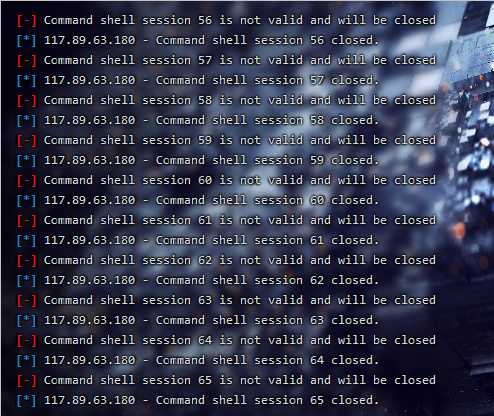 [-] Command shell session 56 is not valid and will be closed
[*] 117.89.63.180 - Command shell session 56 closed.
[-] Command shell session 57 is not valid and will be closed
[*] 117.89.63.180 - Command shell session 57 closed.
[-] Command shell session 58 is not valid and will be closed
[*] 117.89.63.180 - Command shell session 58 closed.
[-] Command shell session 59 is not valid and will be closed
[*] 117.89.63.180 - Command shell session 59 closed.
[-] Command shell session 60 is not valid and will be closed
[*] 117.89.63.180 - Command shell session 60 closed.
[-] Command shell session 61 is not valid and will be closed
[*] 117.89.63.180 - Command shell session 61 closed.
[-] Command shell session 62 is not valid and will be closed
[*] 117.89.63.180 - Command shell session 62 closed.
[-] Command shell session 63 is not valid and will be closed
[*] 117.89.63.180 - Command shell session 63 closed.
[-] Command shell session 64 is not valid and will be closed
[*] 117.89.63.180 - Command shell session 64 closed.
[-] Command shell session 65 is not valid and will be closed
[*] 117.89.63.180 - Command shell session 65 closed.